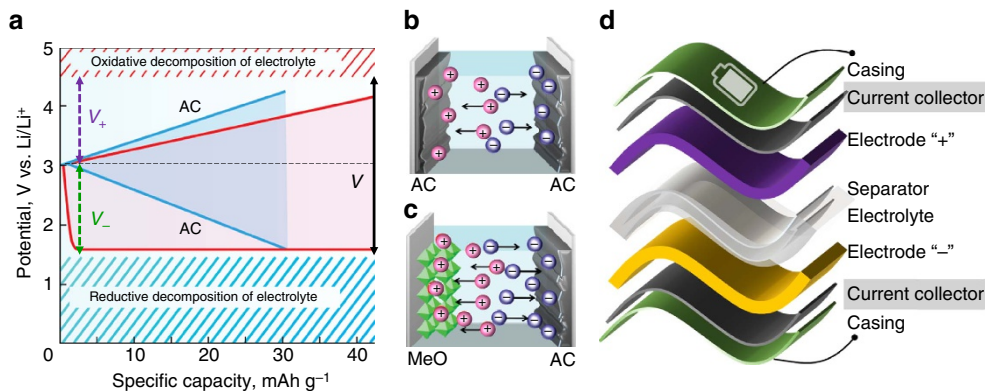 a
Potential, V vs. Li/Li⁺
5
4
3
2
1
0
Oxidative decomposition of electrolyte
AC
V₊
V
V₋
AC
Reductive decomposition of electrolyte
0 10 20 30 40
Specific capacity, mAh g⁻¹
b
+ + + + + + + +
− − − − − − − −
AC AC
c
MeO AC
d
Casing
Current collector
Electrode “+”
Separator
Electrolyte
Electrode “–”
Current collector
Casing